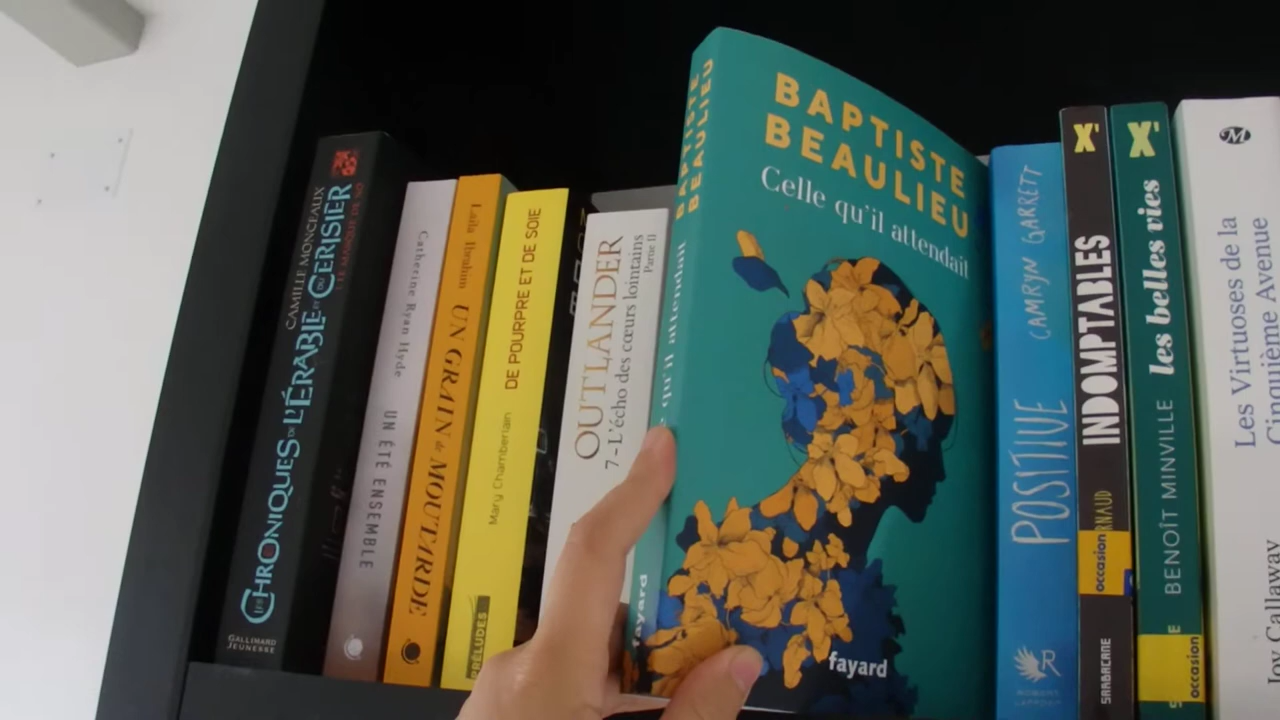 CAMILLE MONCEAUX
LES CHRONIQUES DE L'ÉRABLE ET DU CERISIER
GALLIMARD
JEUNESSE
Catherine Ryan Hyde
UN ÉTÉ ENSEMBLE
Laila Ibrahim
UN GRAIN de MOUTARDE
DE POURPRE ET DE SOIE
Mary Chamberlain
PRÉLUDES
OUTLANDER
7-L'écho des cœurs lointains
Partie II
BAPTISTE
BEAULIEU
qu'il attendait
fayard
BAPTISTE
BEAULIEU
Celle qu'il attendait
fayard
CAMRYN GARRETT
POSITIVE
R
X'
INDOMPTABLES
RNAUD
occasion
SARBACANE
X'
les belles vies
BENOÎT MINVILLE
occasion
M
Les Virtuoses de la
Cinquième Avenue
Joy Callaway